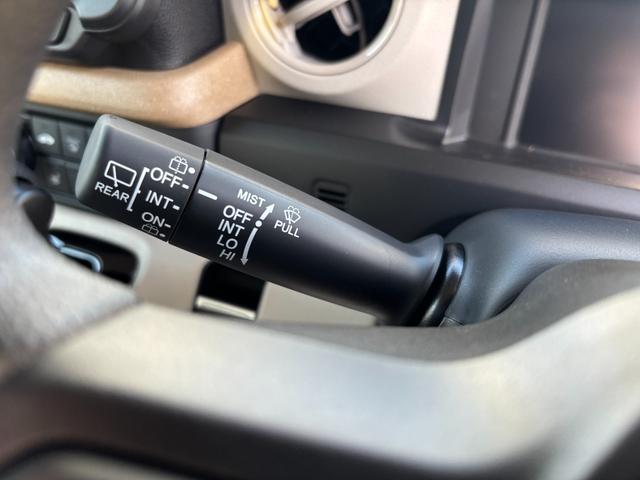 REAR
OFF
INT
ON
MIST
OFF
INT
LO
HI
PULL